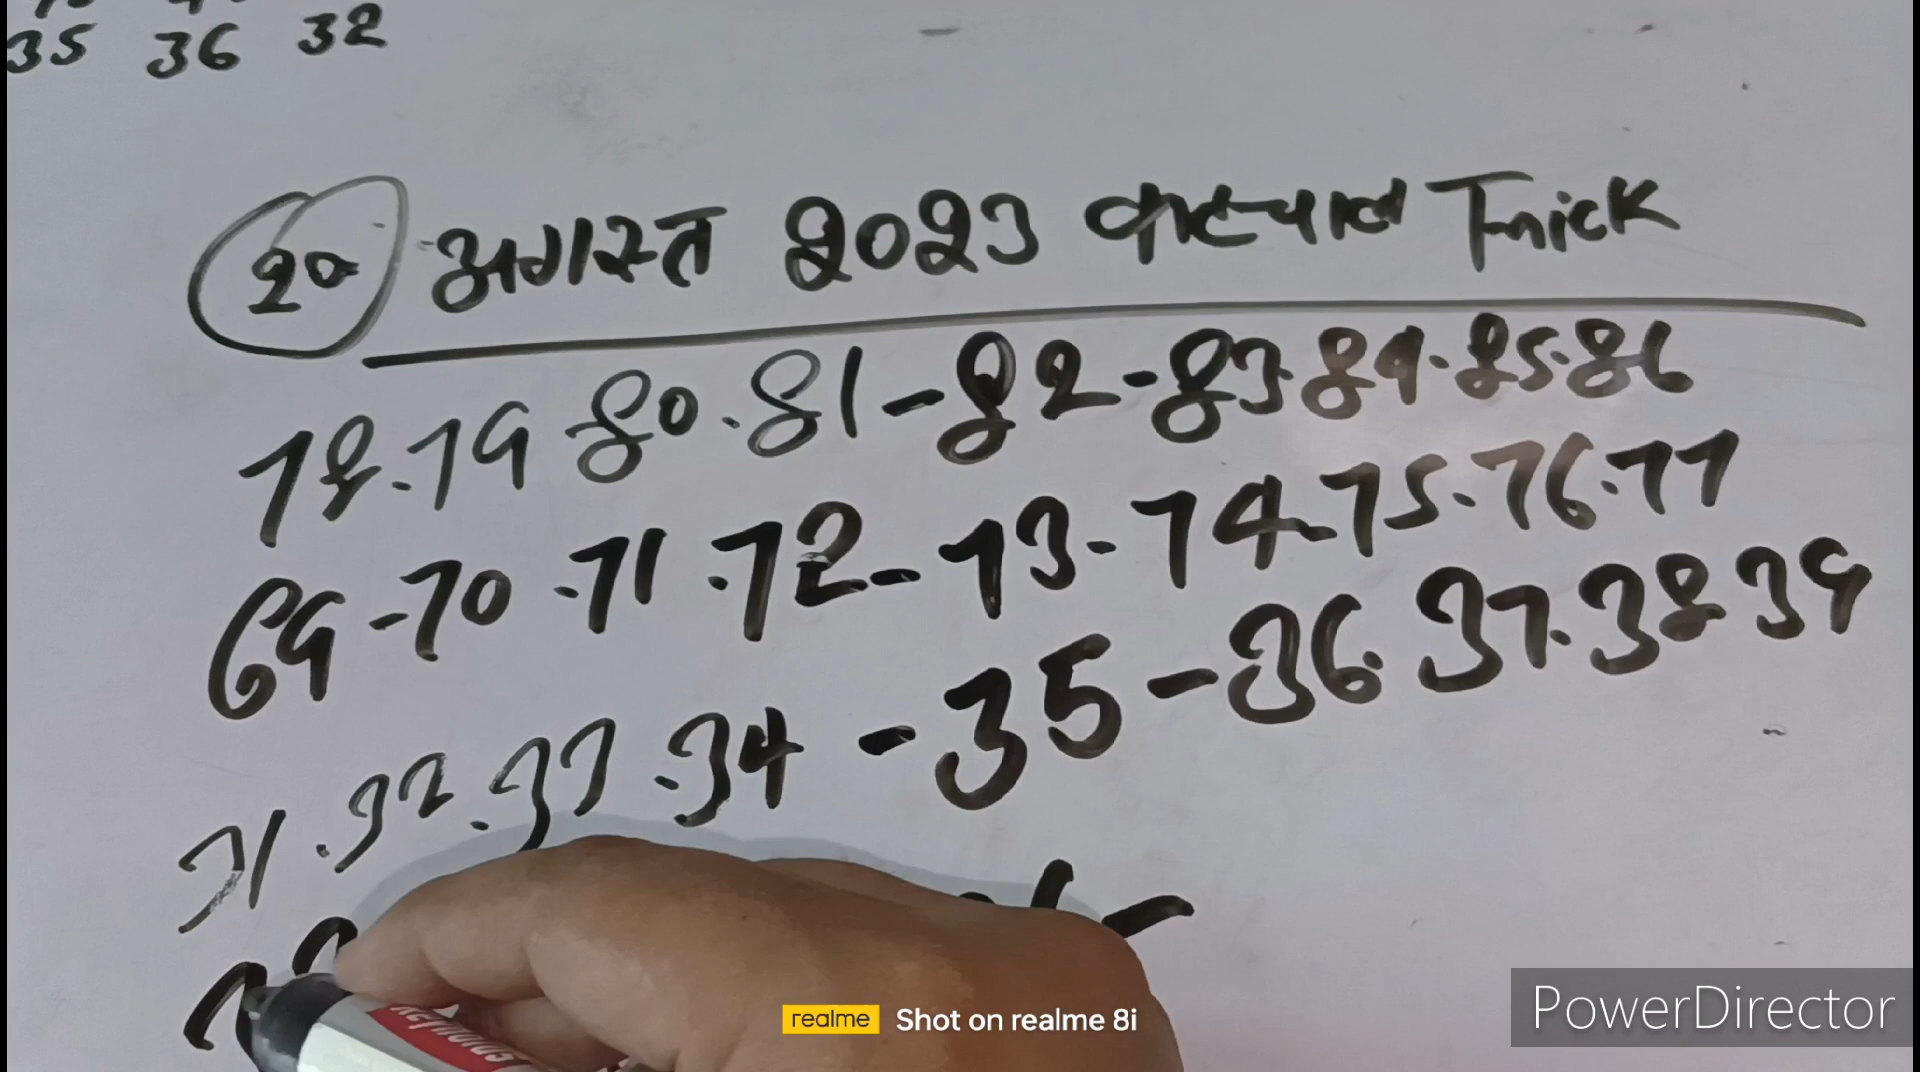 35 36 32
20 अगस्त 2023 कल्याण Trick
78.79 80.81-82-83.84.85.86
69-70.71.72-73-74.75.76.77
31.32.33.34-35-36.37.38 39
realme Shot on realme 8i
PowerDirector